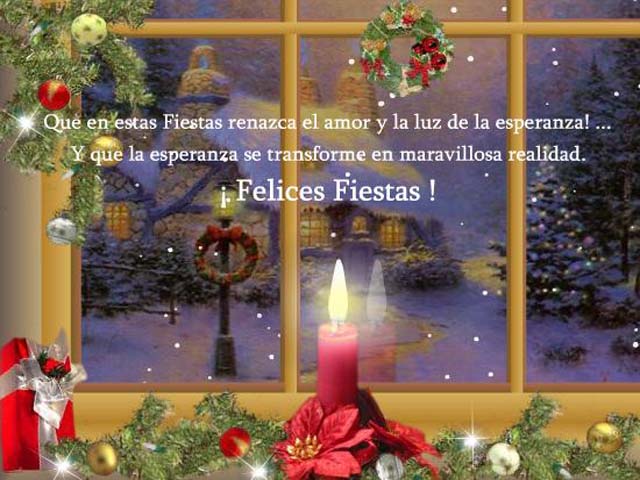 Que en estas Fiestas renazca el amor y la luz de la esperanza! ...
Y que la esperanza se transforme en maravillosa realidad.
¡ Felices Fiestas !